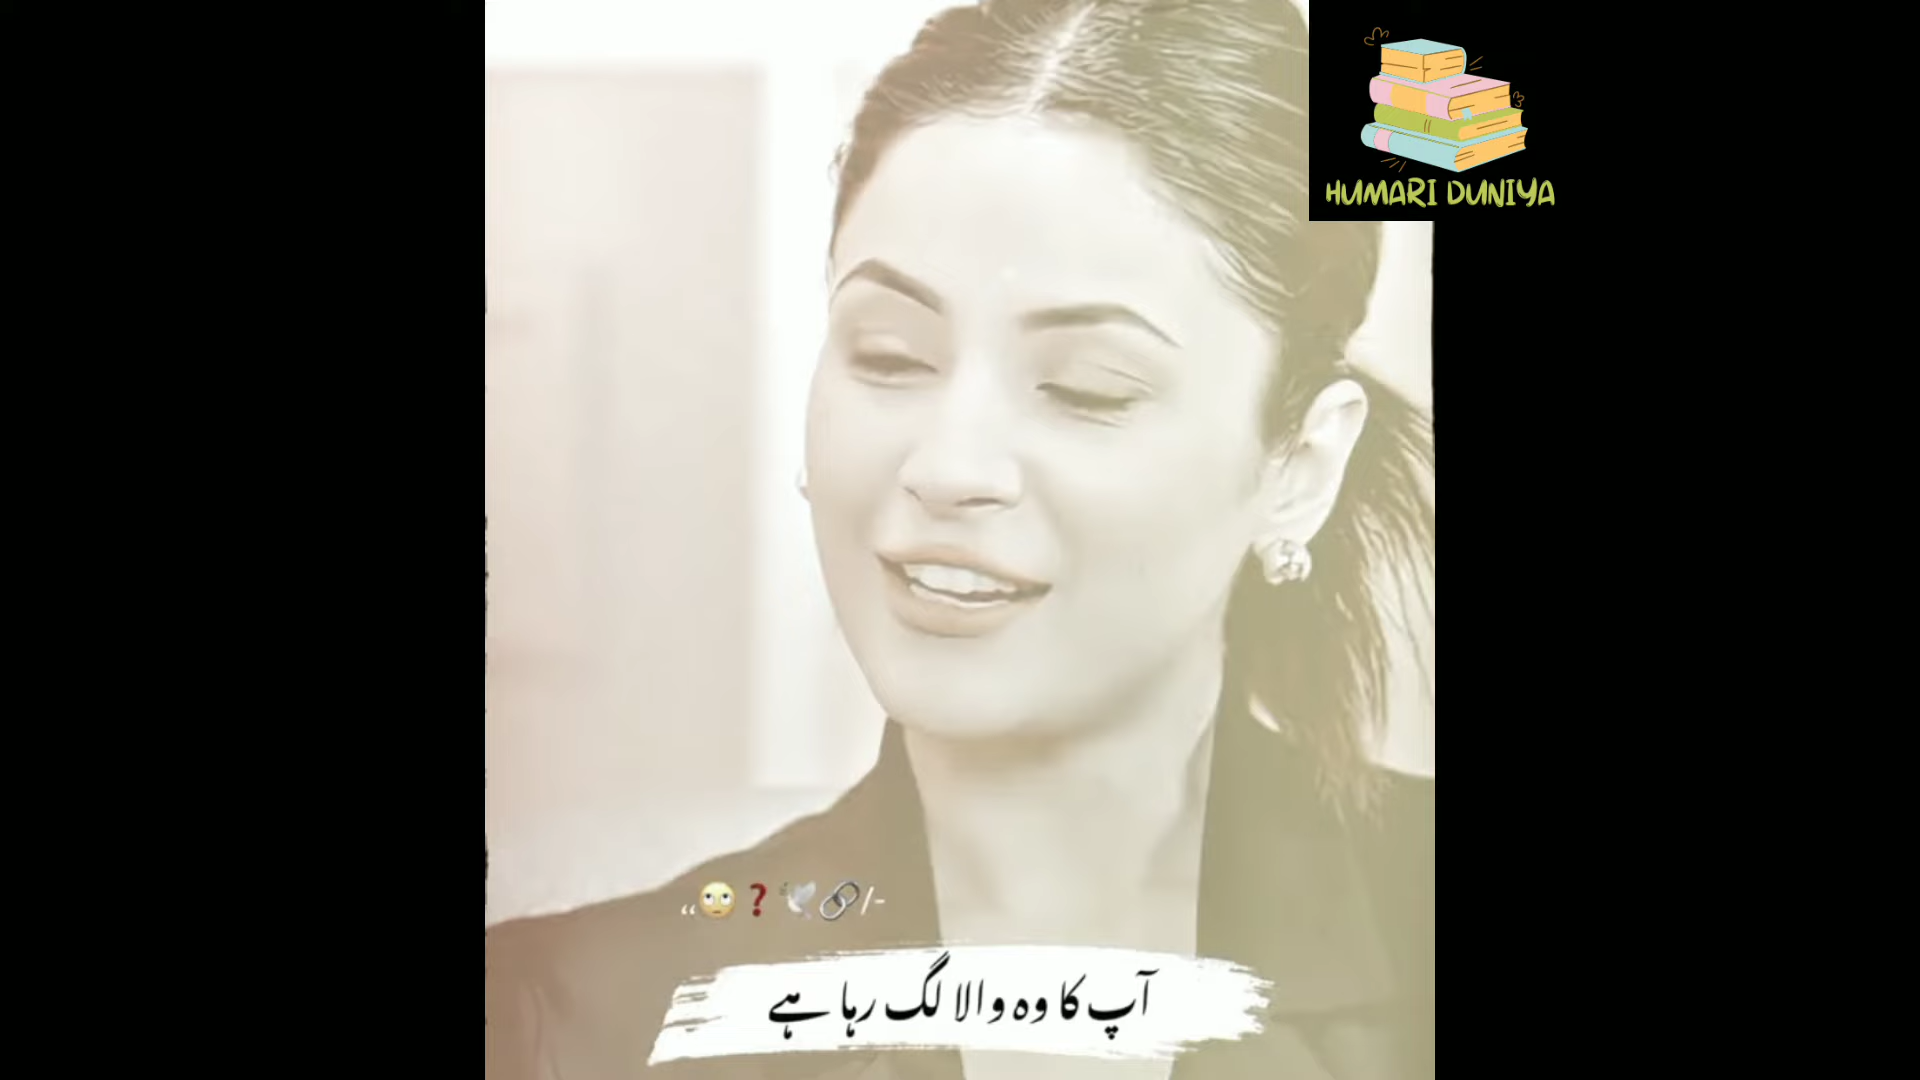 HUMARI DUNIYA
،،🙄❓🕊️🔗/-
آپ کا وہ والا لگ رہا ہے